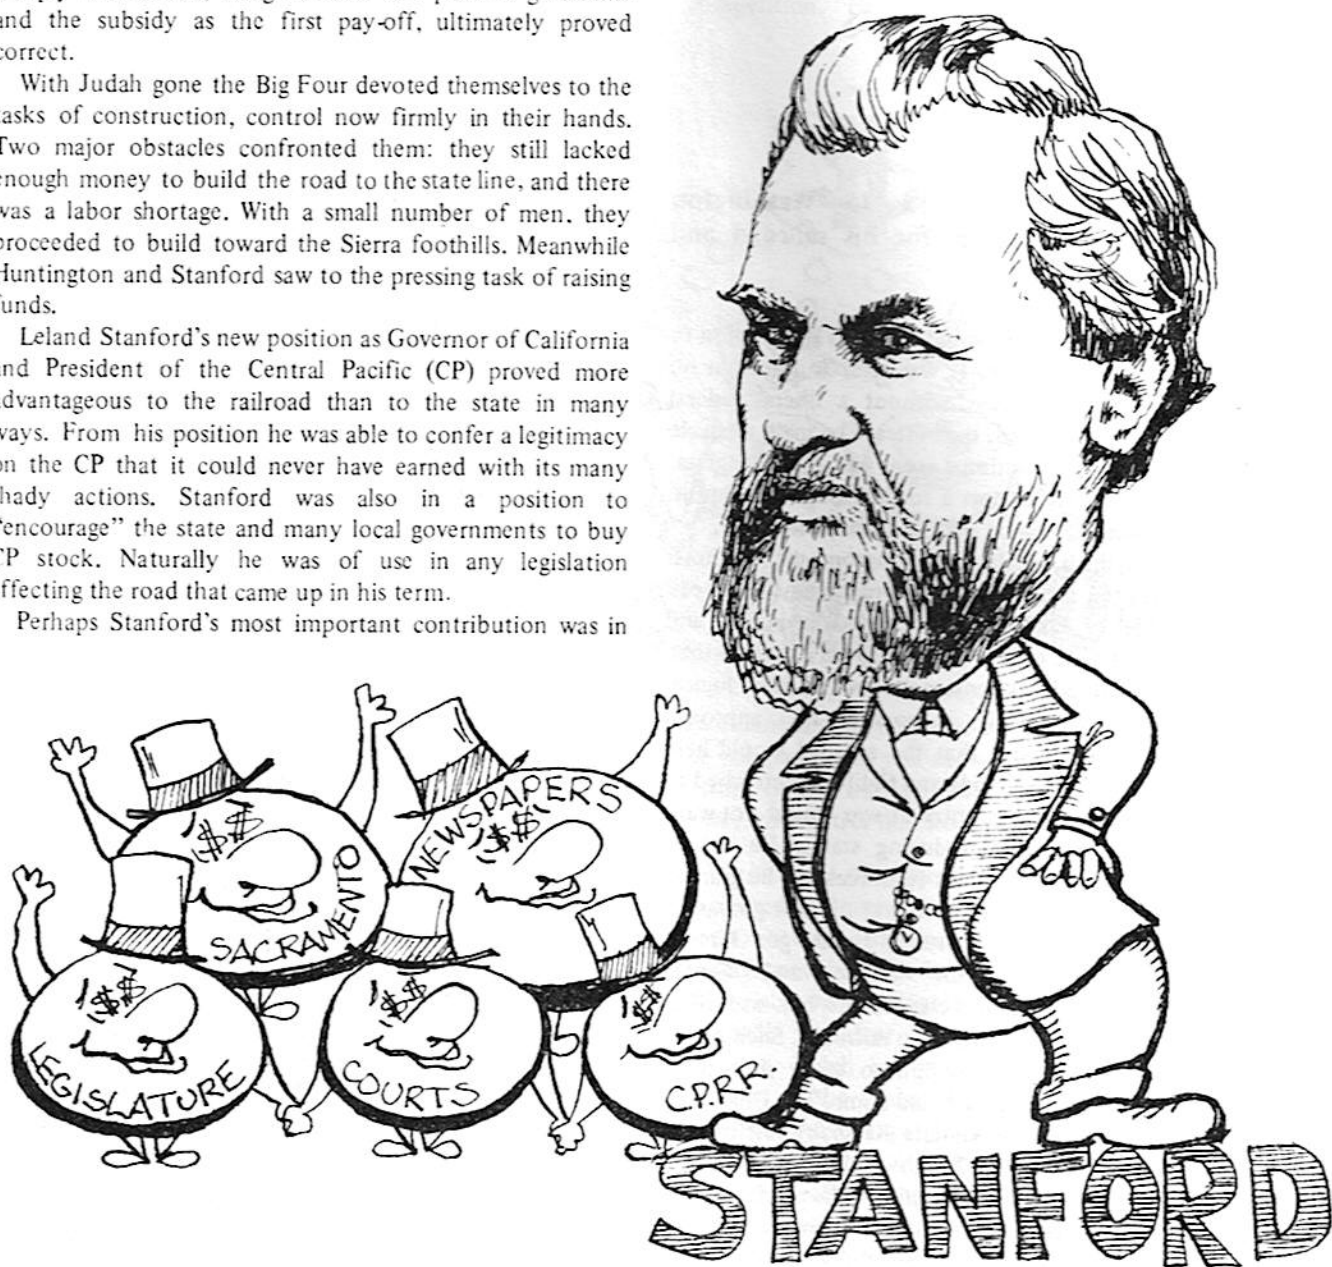 and the subsidy as the first pay-off, ultimately proved
correct.
With Judah gone the Big Four devoted themselves to the
tasks of construction, control now firmly in their hands.
Two major obstacles confronted them: they still lacked
enough money to build the road to the state line, and there
was a labor shortage. With a small number of men, they
proceeded to build toward the Sierra foothills. Meanwhile
Huntington and Stanford saw to the pressing task of raising
funds.
Leland Stanford's new position as Governor of California
and President of the Central Pacific (CP) proved more
advantageous to the railroad than to the state in many
ways. From his position he was able to confer a legitimacy
on the CP that it could never have earned with its many
shady actions. Stanford was also in a position to
"encourage" the state and many local governments to buy
CP stock. Naturally he was of use in any legislation
affecting the road that came up in his term.
Perhaps Stanford's most important contribution was in
$$
SACRAMENTO
NEWSPAPERS
$$
$$
LEGISLATURE
$$
COURTS
$$
C.P.R.R.
STANFORD